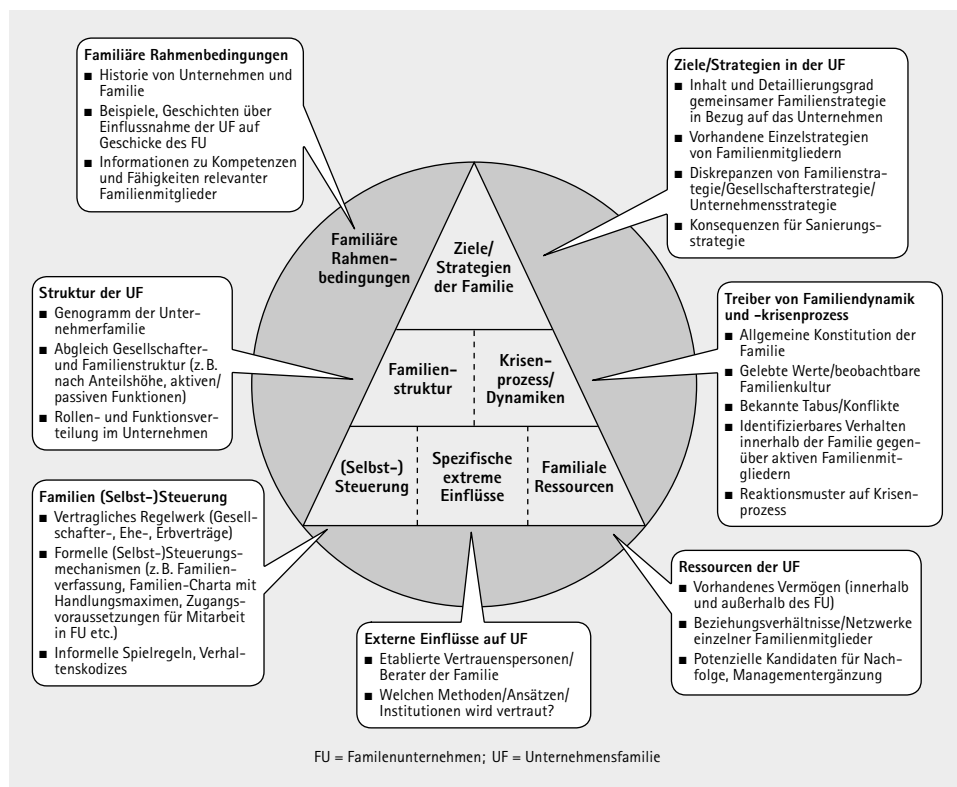 Familiäre Rahmenbedingungen
■ Historie von Unternehmen und
Familie
■ Beispiele, Geschichten über
Einflussnahme der UF auf
Geschicke des FU
■ Informationen zu Kompetenzen
und Fähigkeiten relevanter
Familienmitglieder
Ziele/Strategien in der UF
■ Inhalt und Detaillierungsgrad
gemeinsamer Familienstrategie
in Bezug auf das Unternehmen
■ Vorhandene Einzelstrategien
von Familienmitgliedern
■ Diskrepanzen von Familienstra-
tegie/Gesellschafterstrategie/
Unternehmensstrategie
■ Konsequenzen für Sanierungs-
strategie
Familiäre
Rahmen-
bedingungen
Ziele/
Strategien
der Familie
Struktur der UF
■ Genogramm der Unter-
nehmerfamilie
■ Abgleich Gesellschafter-
und Familienstruktur (z. B.
nach Anteilshöhe, aktiven/
passiven Funktionen)
■ Rollen- und Funktionsver-
teilung im Unternehmen
Familien-
struktur
Krisen-
prozess/
Dynamiken
Treiber von Familiendynamik
und -krisenprozess
■ Allgemeine Konstitution der
Familie
■ Gelebte Werte/beobachtbare
Familienkultur
■ Bekannte Tabus/Konflikte
■ Identifizierbares Verhalten
innerhalb der Familie gegen-
über aktiven Familienmit-
gliedern
■ Reaktionsmuster auf Krisen-
prozess
(Selbst-)
Steuerung
Spezifische
extreme
Einflüsse
Familiale
Ressourcen
Familien (Selbst-)Steuerung
■ Vertragliches Regelwerk (Gesell-
schafter-, Ehe-, Erbverträge)
■ Formelle (Selbst-)Steuerungs-
mechanismen (z. B. Familien-
verfassung, Familien-Charta mit
Handlungsmaximen, Zugangs-
voraussetzungen für Mitarbeit
in FU etc.)
■ Informelle Spielregeln, Verhal-
tenskodizes
Externe Einflüsse auf UF
■ Etablierte Vertrauenspersonen/
Berater der Familie
■ Welchen Methoden/Ansätzen/
Institutionen wird vertraut?
Ressourcen der UF
■ Vorhandenes Vermögen (innerhalb
und außerhalb des FU)
■ Beziehungsverhältnisse/Netzwerke
einzelner Familienmitglieder
■ Potenzielle Kandidaten für Nach-
folge, Managementergänzung
FU = Familenunternehmen; UF = Unternehmensfamilie